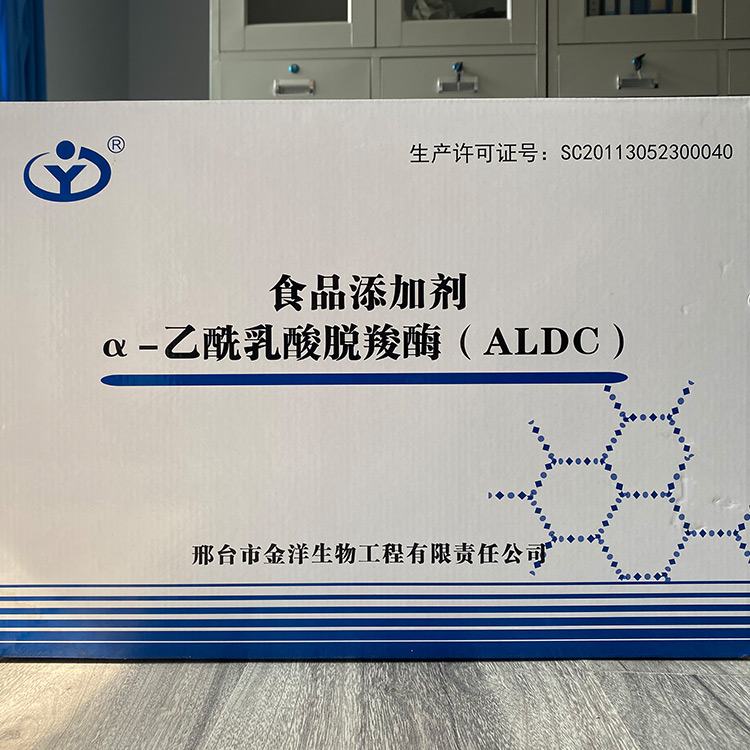 Y®
生产许可证号：SC20113052300040
食品添加剂
α-乙酰乳酸脱羧酶（ALDC）
邢台市金洋生物工程有限责任公司